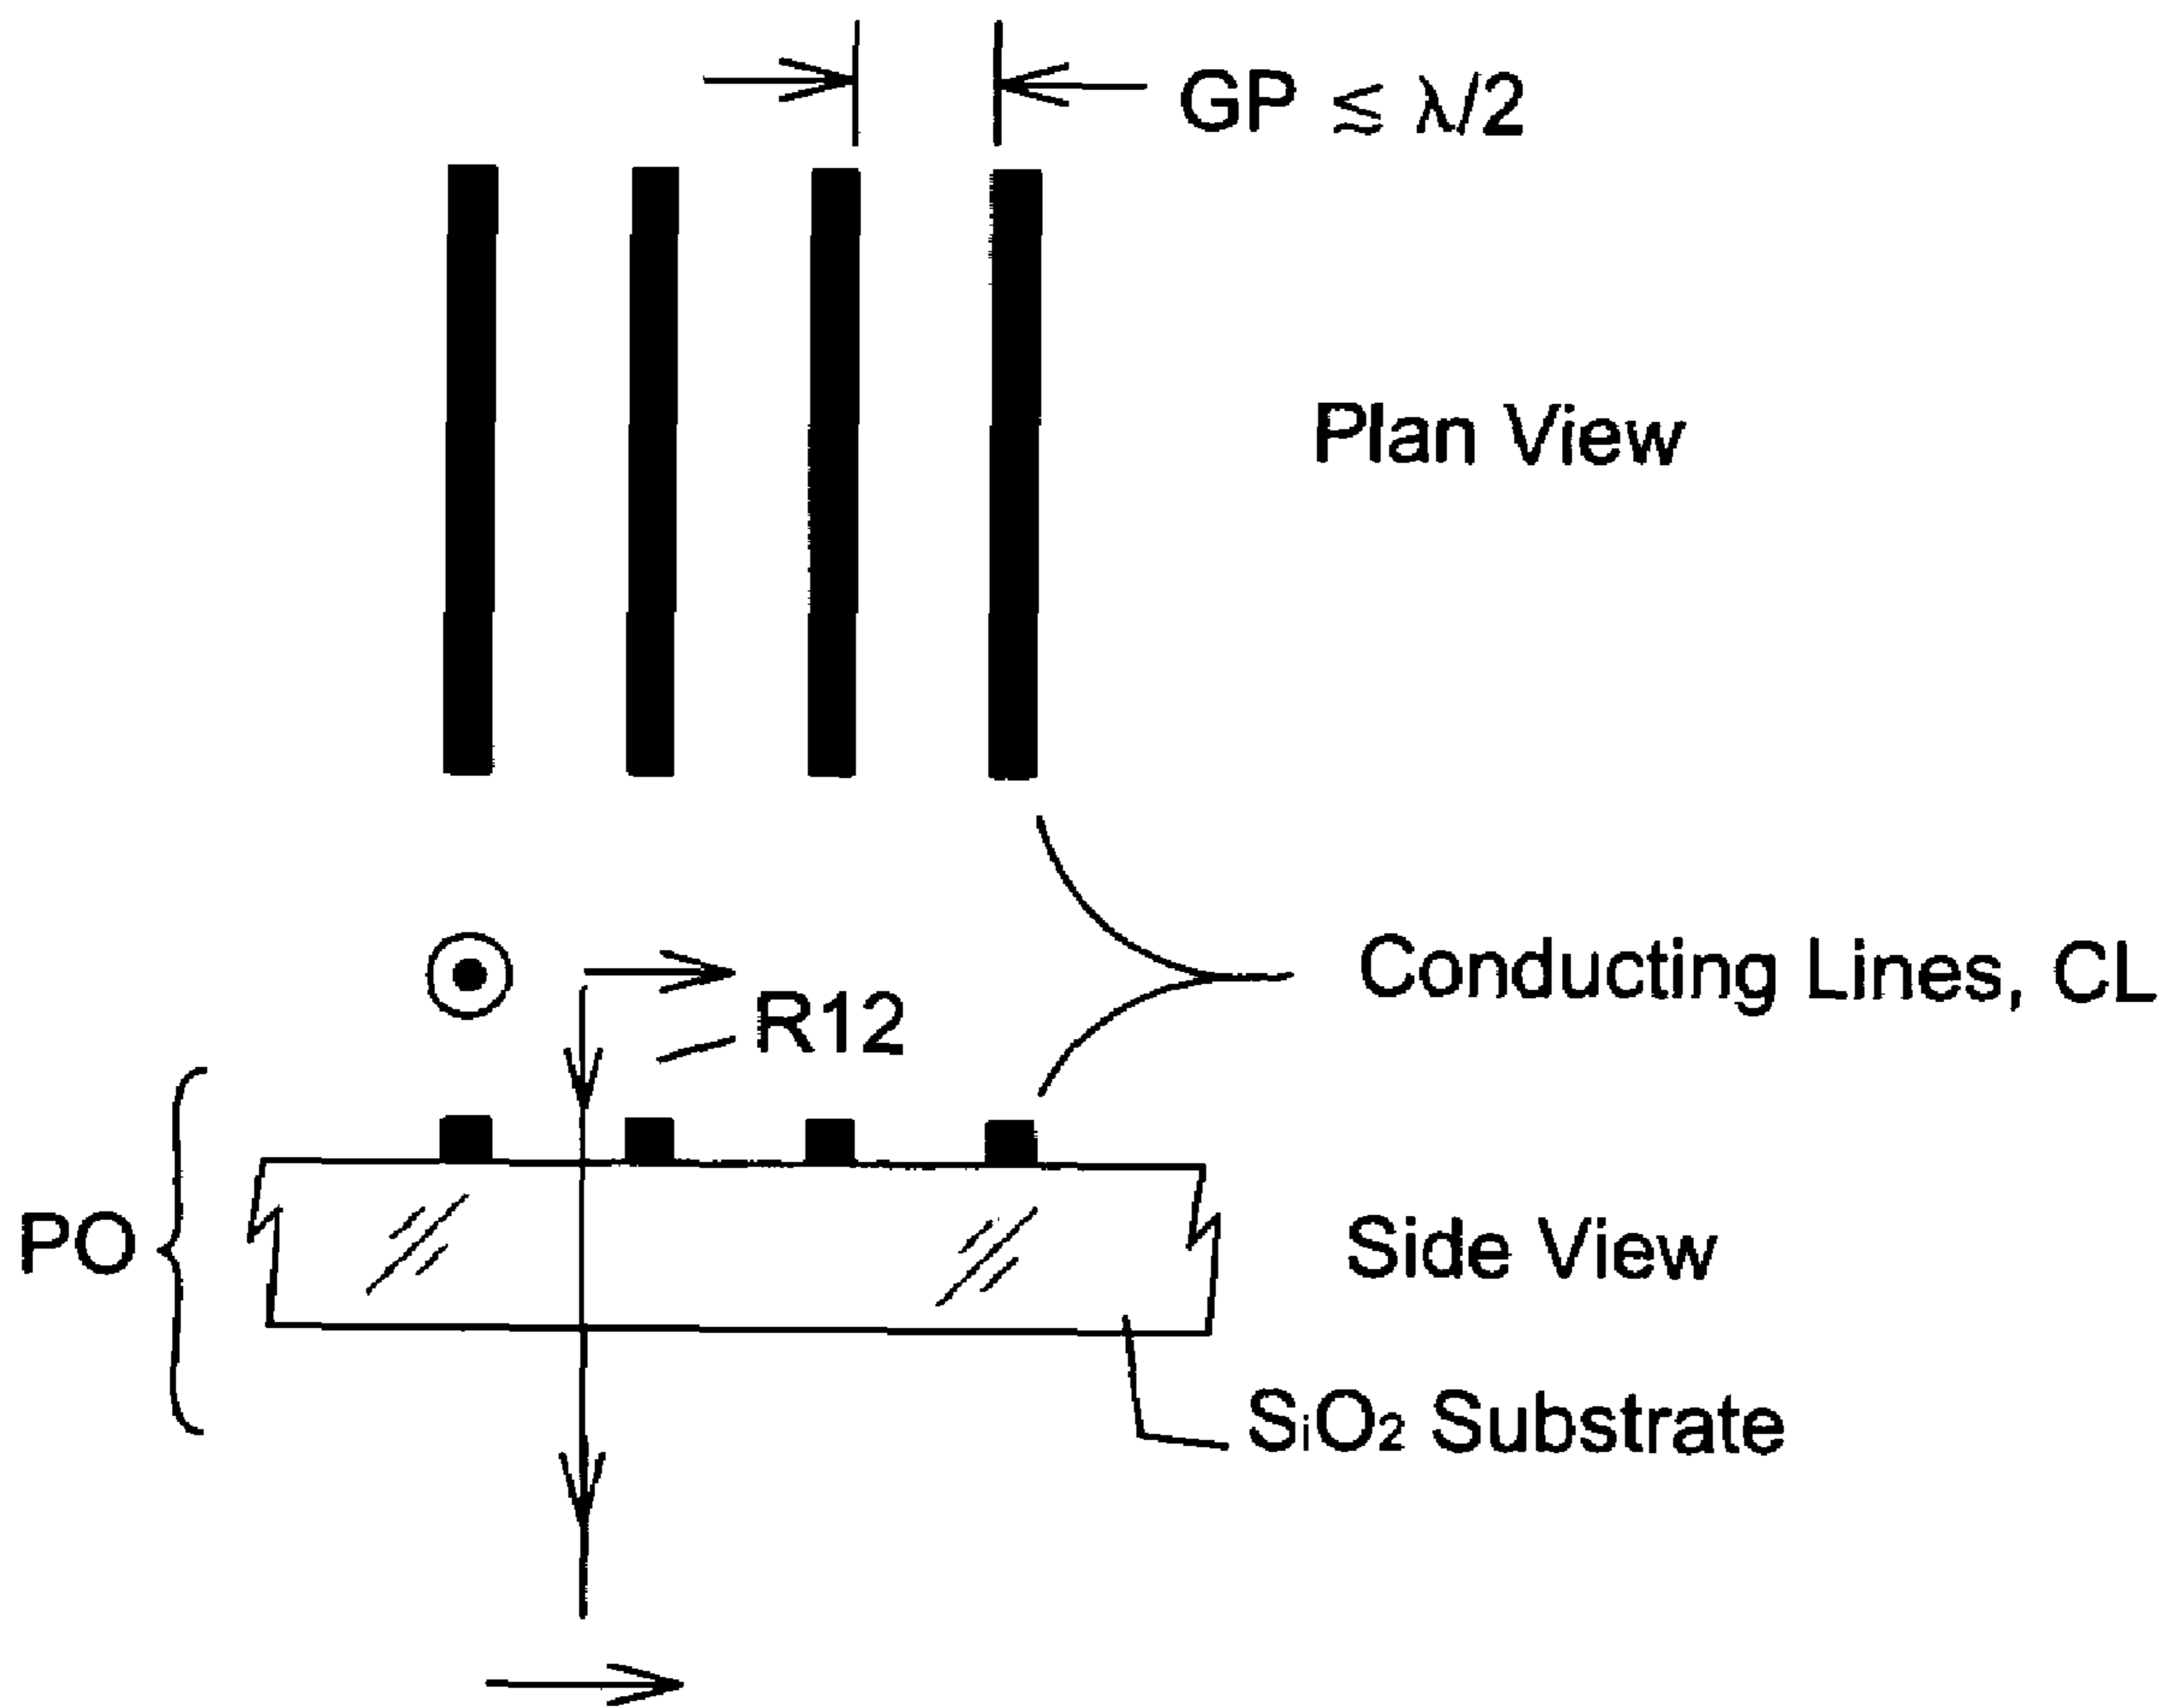 GP ≦ λ/2
Plan View
Conducting Lines, CL
R12
PO
Side View
SiO₂ Substrate